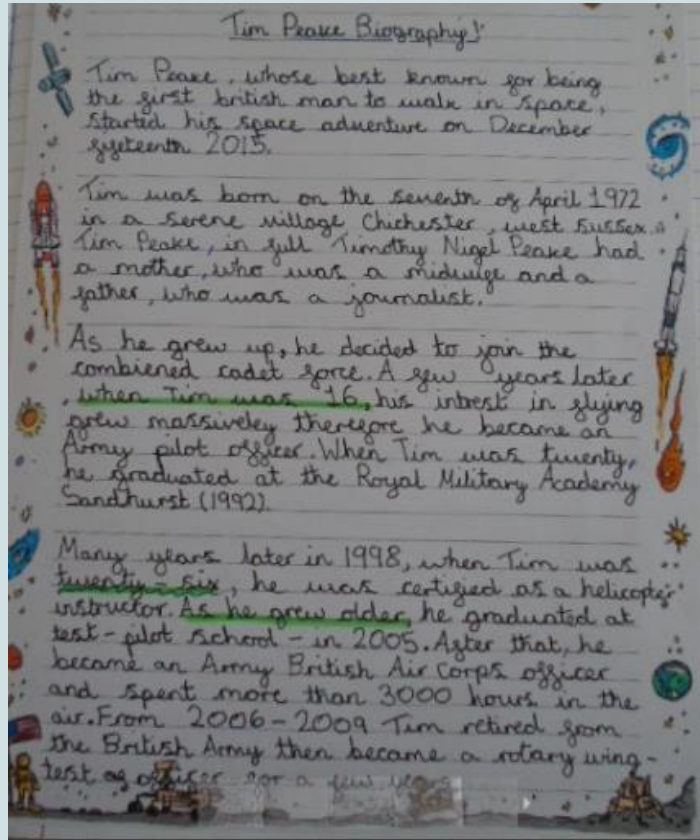 Tim Peake Biography!
Tim Peake, whose best known for being
the first british man to walk in space,
started his space adventure on December
fyeteenth 2015.
Tim was born on the seventh of April 1972
in a serene village Chichester, west sussex.
Tim Peake, in full Timothy Nigel Peake had
a mother, who was a midwife and a
father, who was a journalist.
As he grew up, he decided to join the
combiened cadet force. A few years later
, when Tim was 16, his intrest in flying
grew massiveley therefore he became an
Army pilot officer. When Tim was twenty,
he graduated at the Royal Military Academy
Sandhurst (1992)
Many years later in 1998, when Tim was
twenty-six, he was certified as a helicopter
instructor. As he grew older, he graduated at
test-pilot school - in 2005. After that, he
became an Army British Air Corps officer
and spent more than 3000 hours in the
air. From 2006-2009 Tim retired from
the British Army then became a rotary wing-
test of officer for a few years